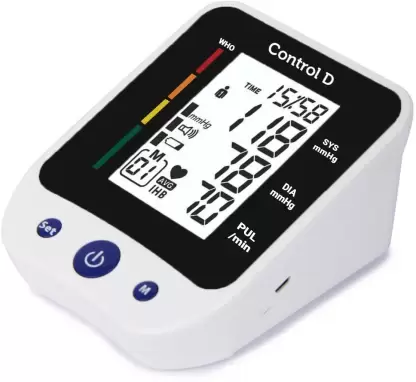 Control D
WHO
TIME 15:58
118 SYS mmHg
mmHg
78 DIA mmHg
M
01 AVG
IHB
70 PUL /min
Set
M